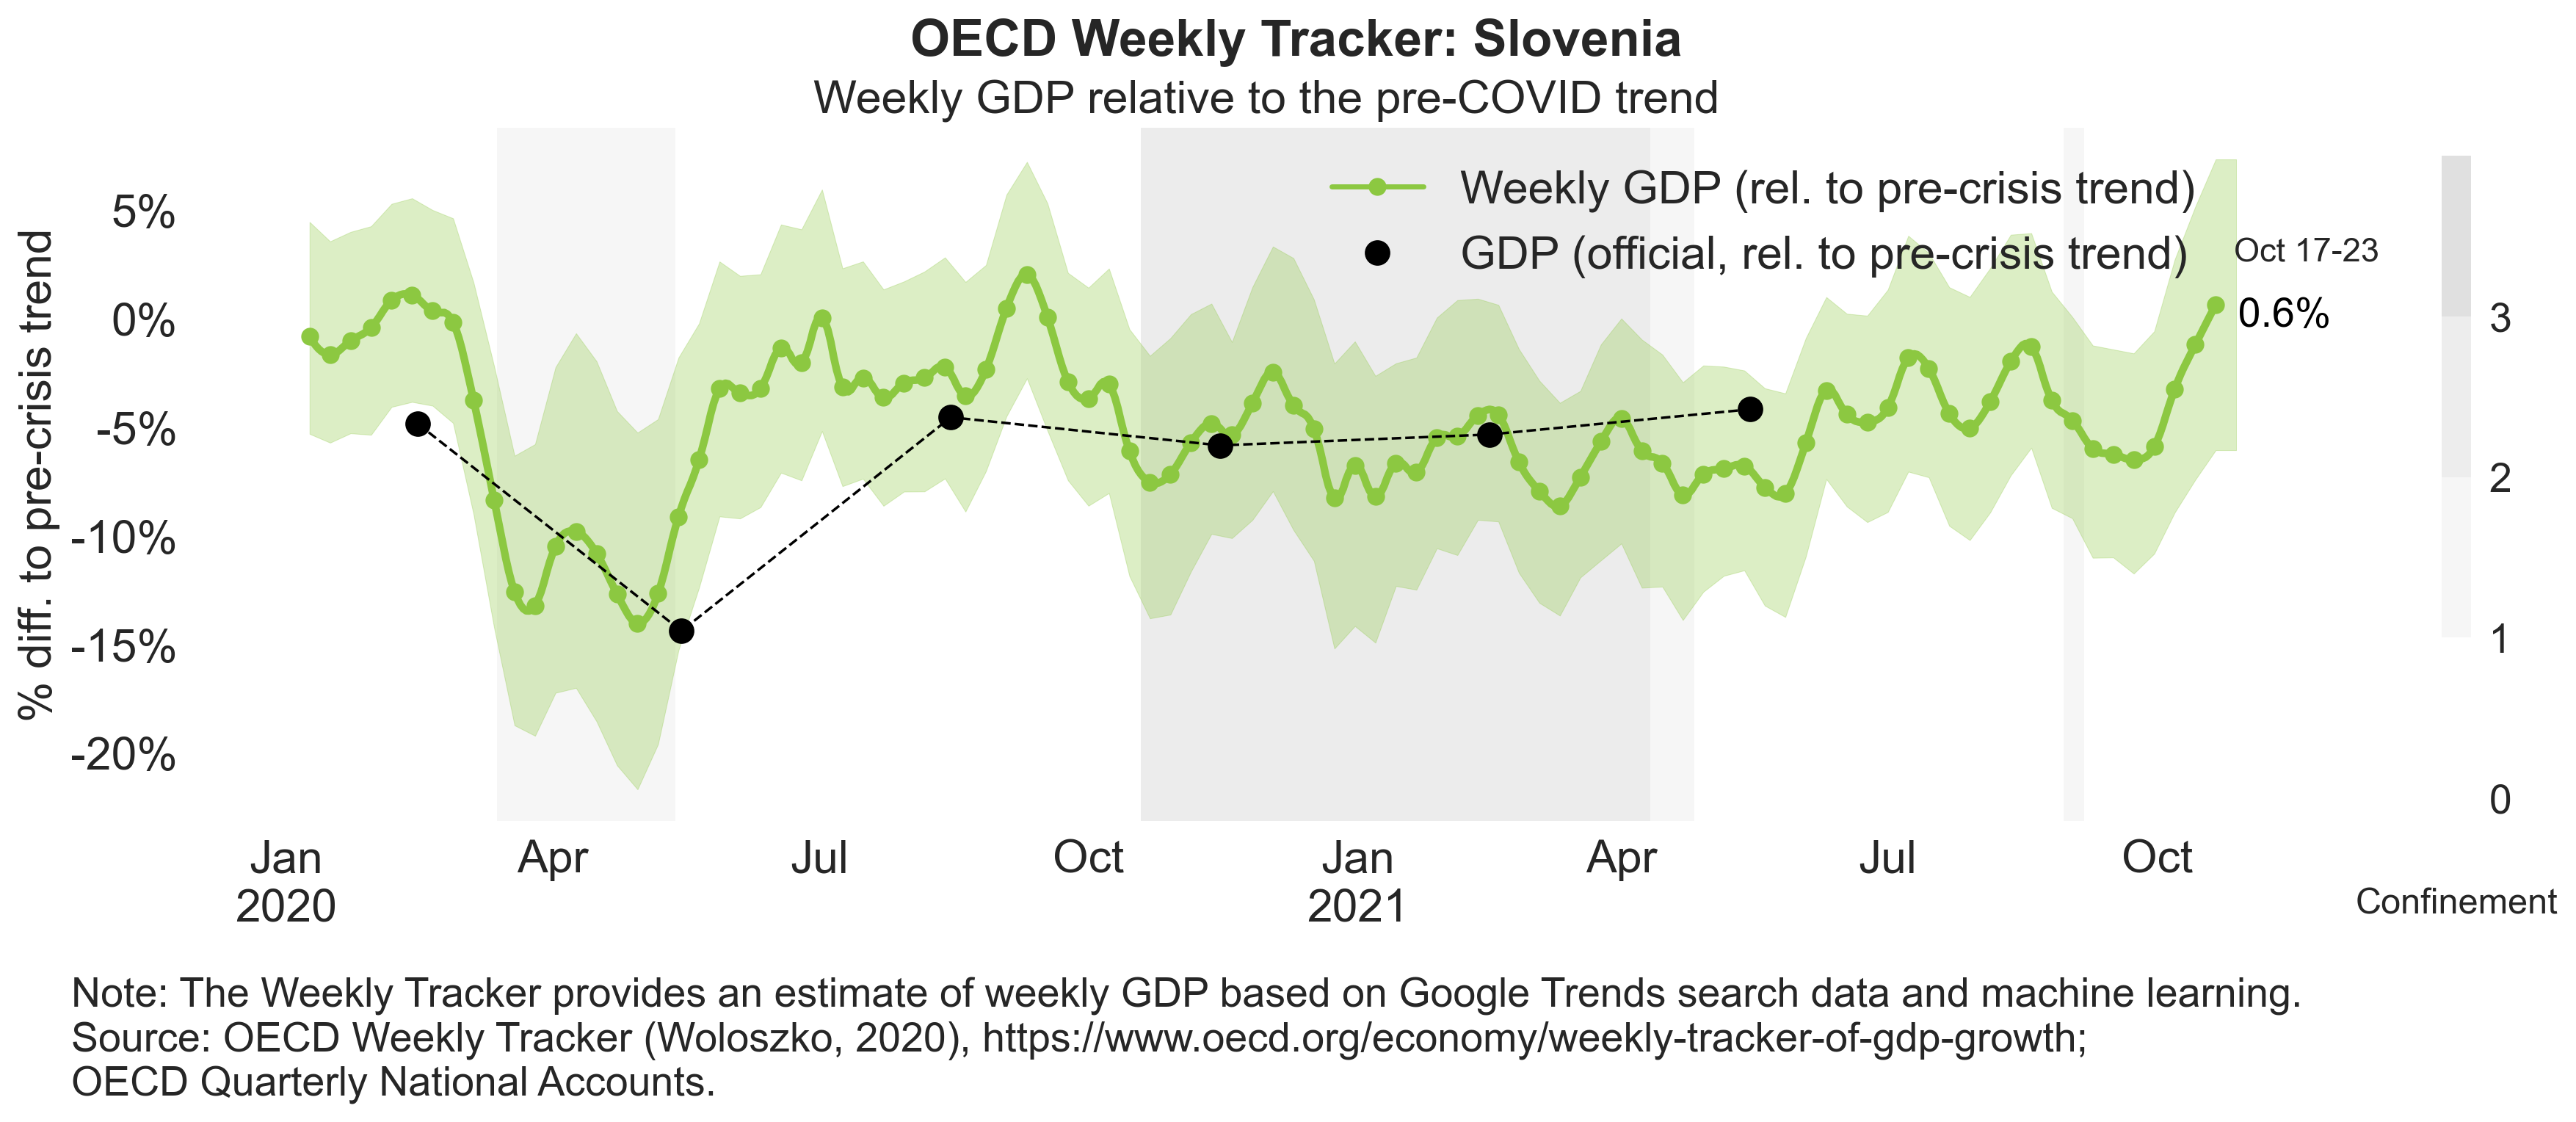 OECD Weekly Tracker: Slovenia
Weekly GDP relative to the pre-COVID trend
% diff. to pre-crisis trend
5%
0%
-5%
-10%
-15%
-20%
Weekly GDP (rel. to pre-crisis trend)
GDP (official, rel. to pre-crisis trend)
Oct 17-23
0.6%
3
2
1
0
Jan
2020
Apr
Jul
Oct
Jan
2021
Apr
Jul
Oct
Confinement
Note: The Weekly Tracker provides an estimate of weekly GDP based on Google Trends search data and machine learning.
Source: OECD Weekly Tracker (Woloszko, 2020), https://www.oecd.org/economy/weekly-tracker-of-gdp-growth;
OECD Quarterly National Accounts.